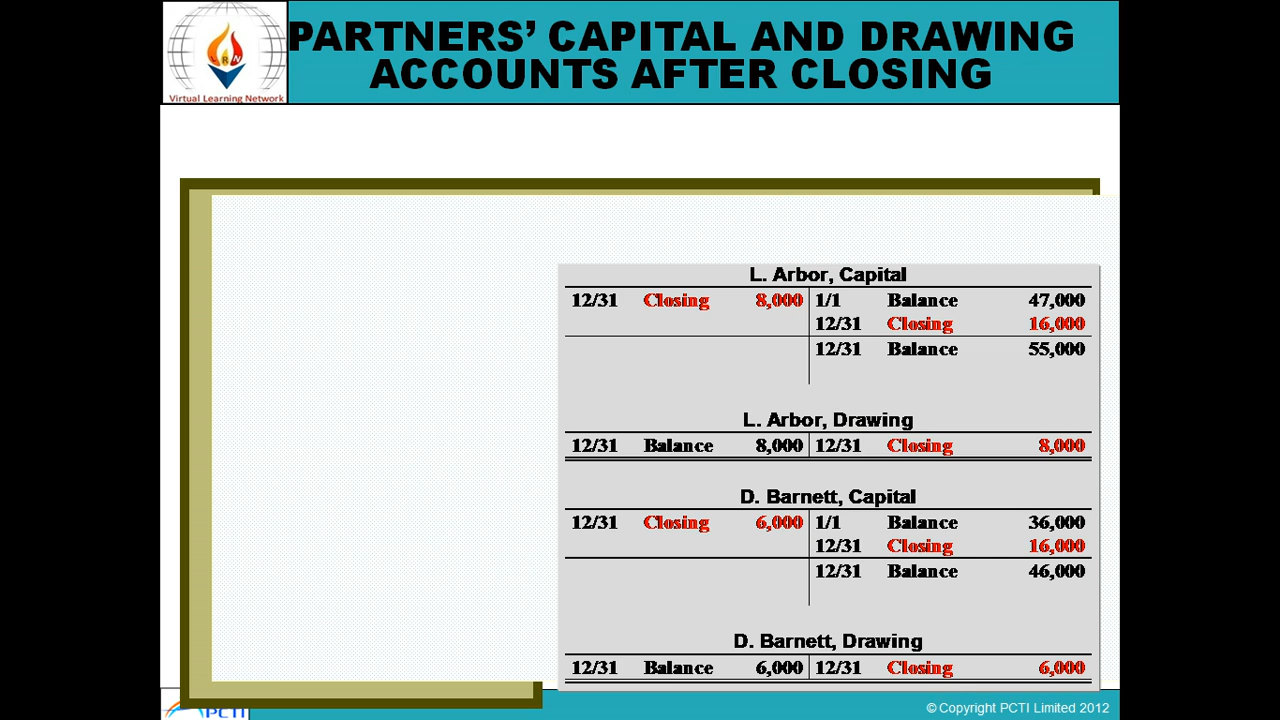 PARTNERS' CAPITAL AND DRAWING
ACCOUNTS AFTER CLOSING
Virtual Learning Network
L. Arbor, Capital
12/31 Closing 8,000 1/1 Balance 47,000
12/31 Closing 16,000
12/31 Balance 55,000
L. Arbor, Drawing
12/31 Balance 8,000 12/31 Closing 8,000
D. Barnett, Capital
12/31 Closing 6,000 1/1 Balance 36,000
12/31 Closing 16,000
12/31 Balance 46,000
D. Barnett, Drawing
12/31 Balance 6,000 12/31 Closing 6,000
PCTI
© Copyright PCTI Limited 2012